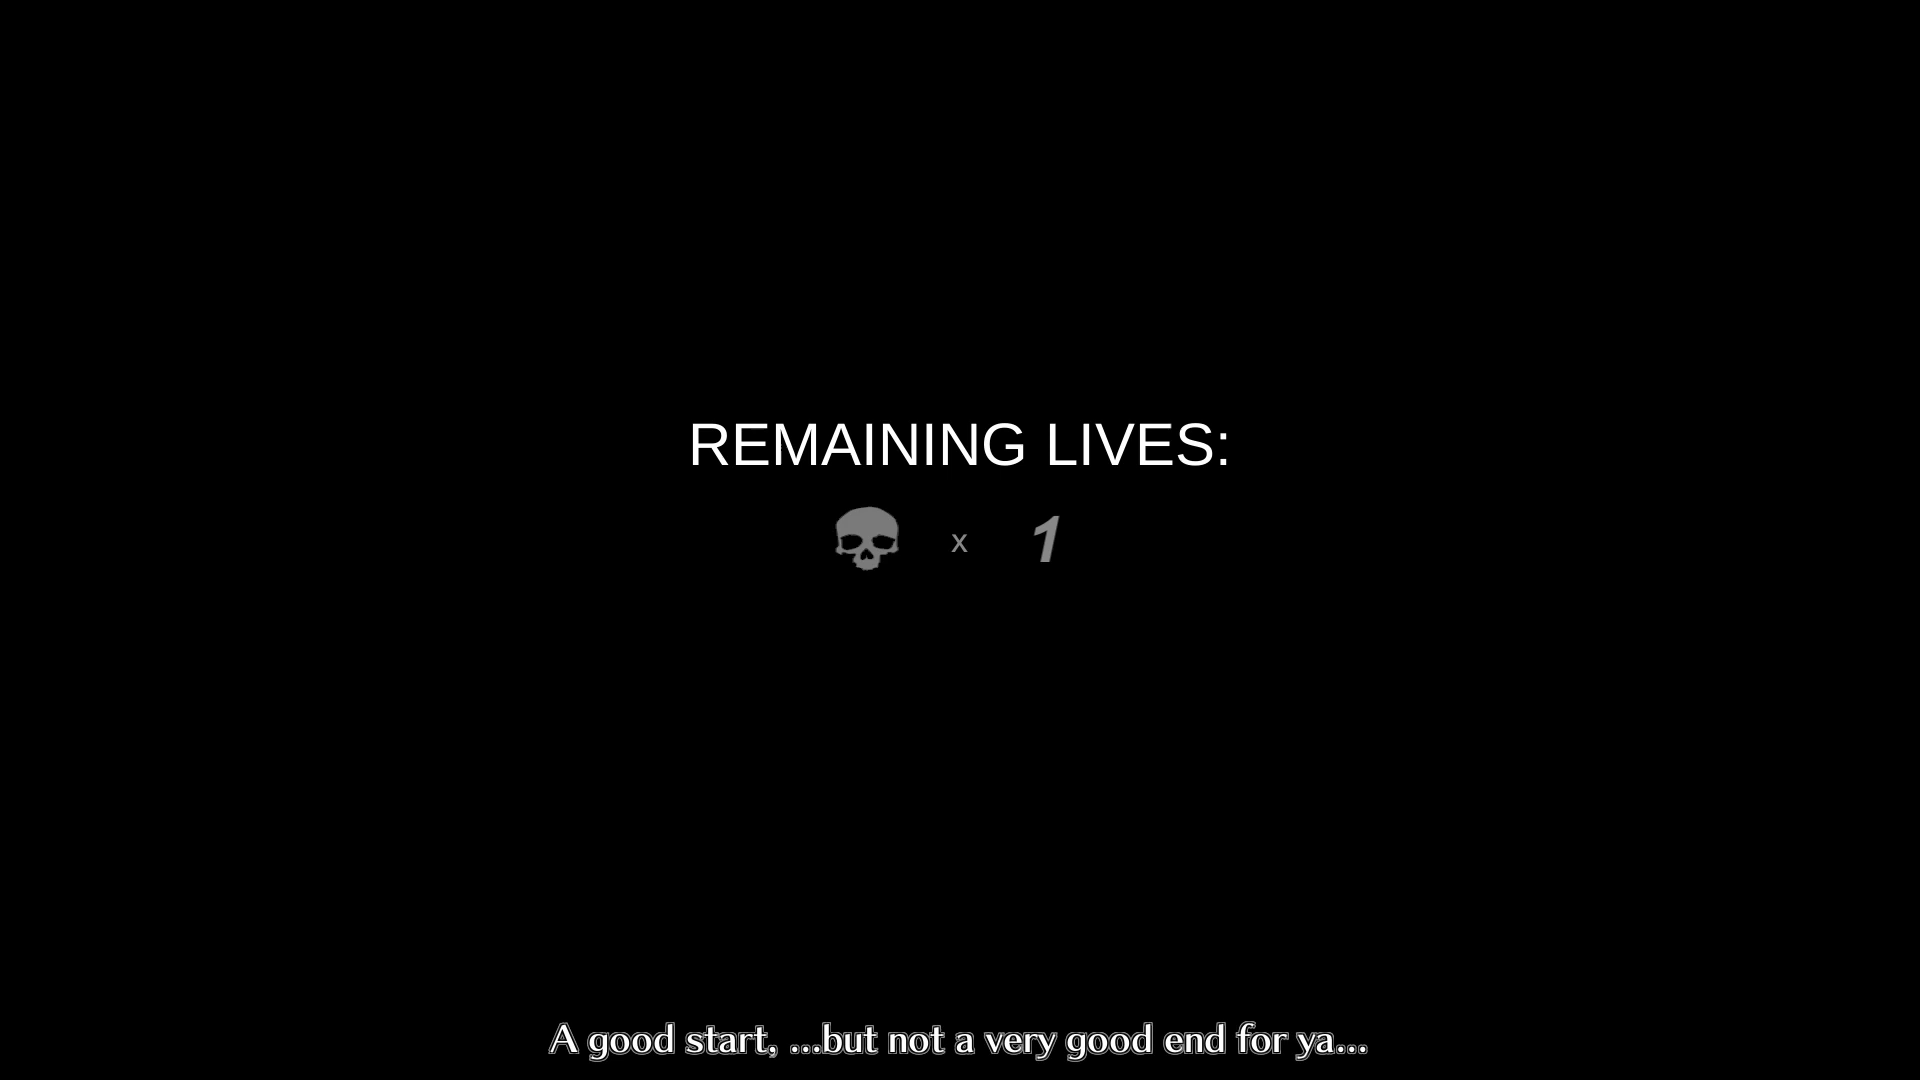 REMAINING LIVES:
x 1
A good start, ...but not a very good end for ya...